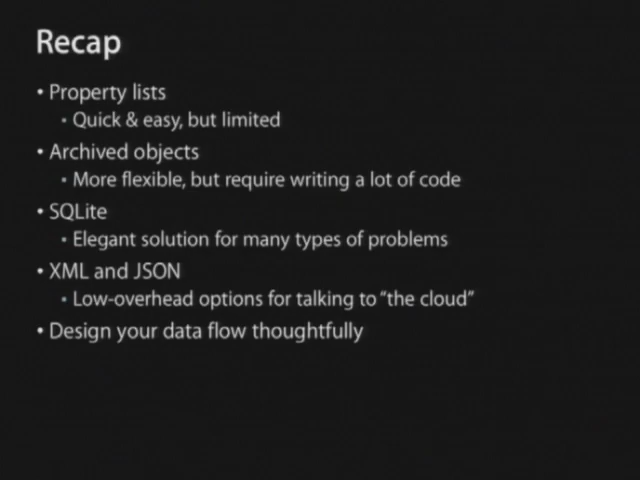 Recap
• Property lists
• Quick & easy, but limited
• Archived objects
• More flexible, but require writing a lot of code
• SQLite
• Elegant solution for many types of problems
• XML and JSON
• Low-overhead options for talking to “the cloud”
• Design your data flow thoughtfully